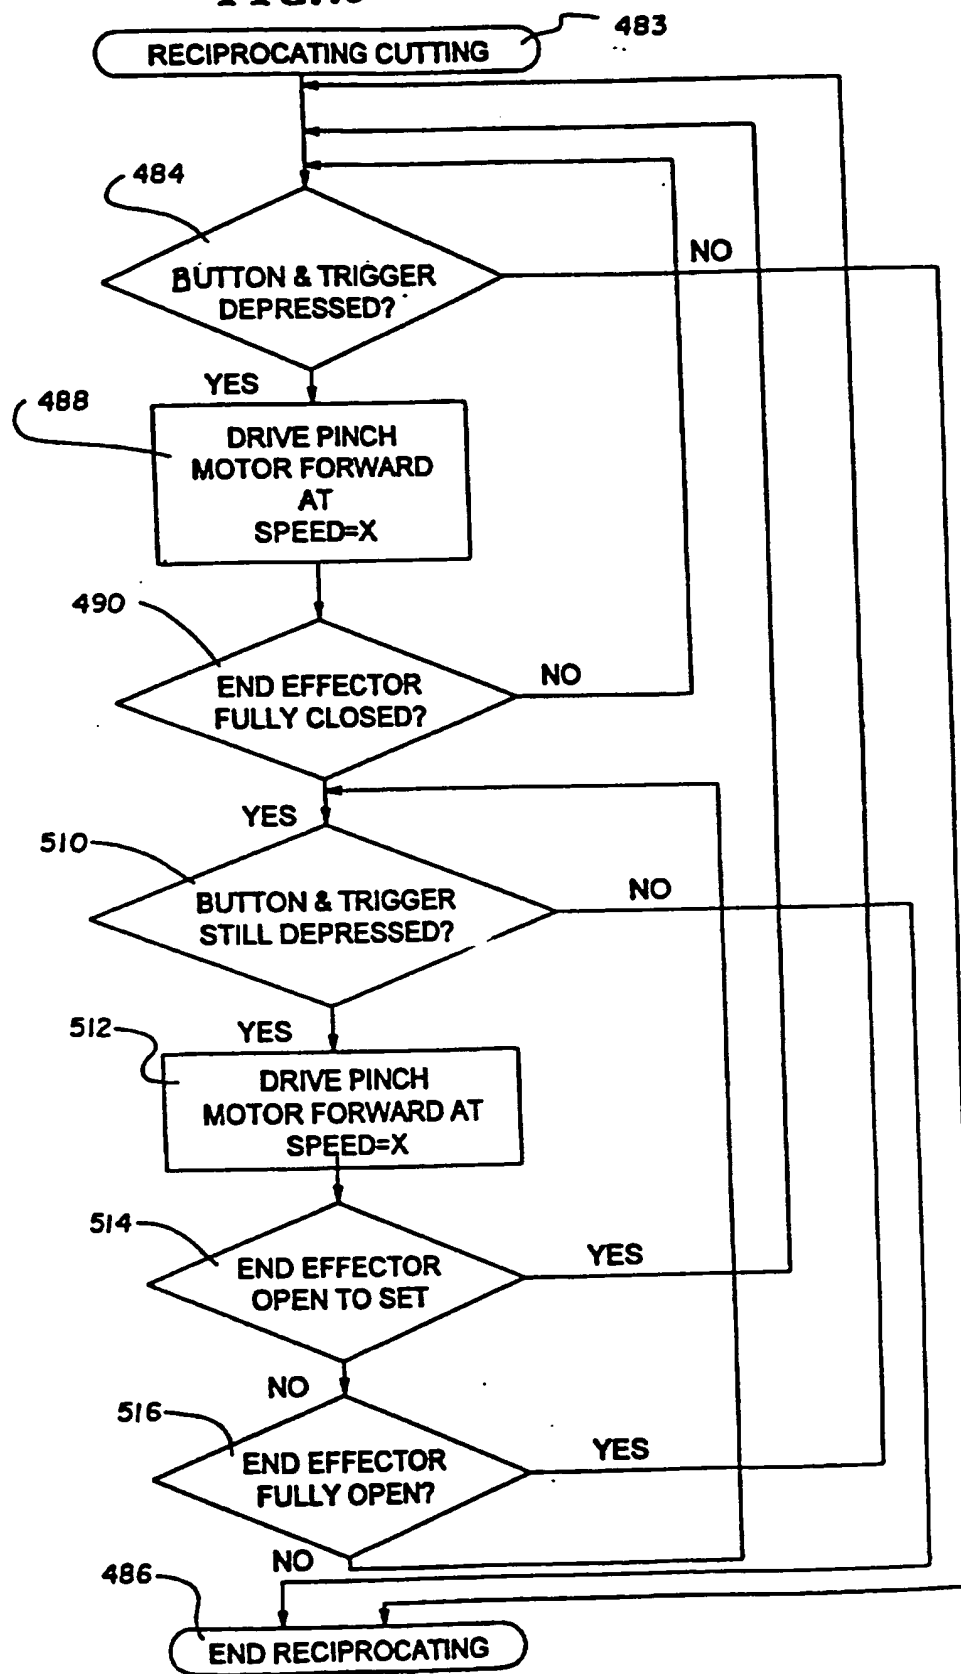 483
RECIPROCATING CUTTING
484
NO
BUTTON & TRIGGER
DEPRESSED?
YES
488
DRIVE PINCH
MOTOR FORWARD
AT
SPEED=X
490
END EFFECTOR
FULLY CLOSED?
NO
YES
510
BUTTON & TRIGGER
STILL DEPRESSED?
NO
YES
512
DRIVE PINCH
MOTOR FORWARD AT
SPEED=X
514
END EFFECTOR
OPEN TO SET
YES
NO
516
END EFFECTOR
FULLY OPEN?
YES
NO
486
END RECIPROCATING